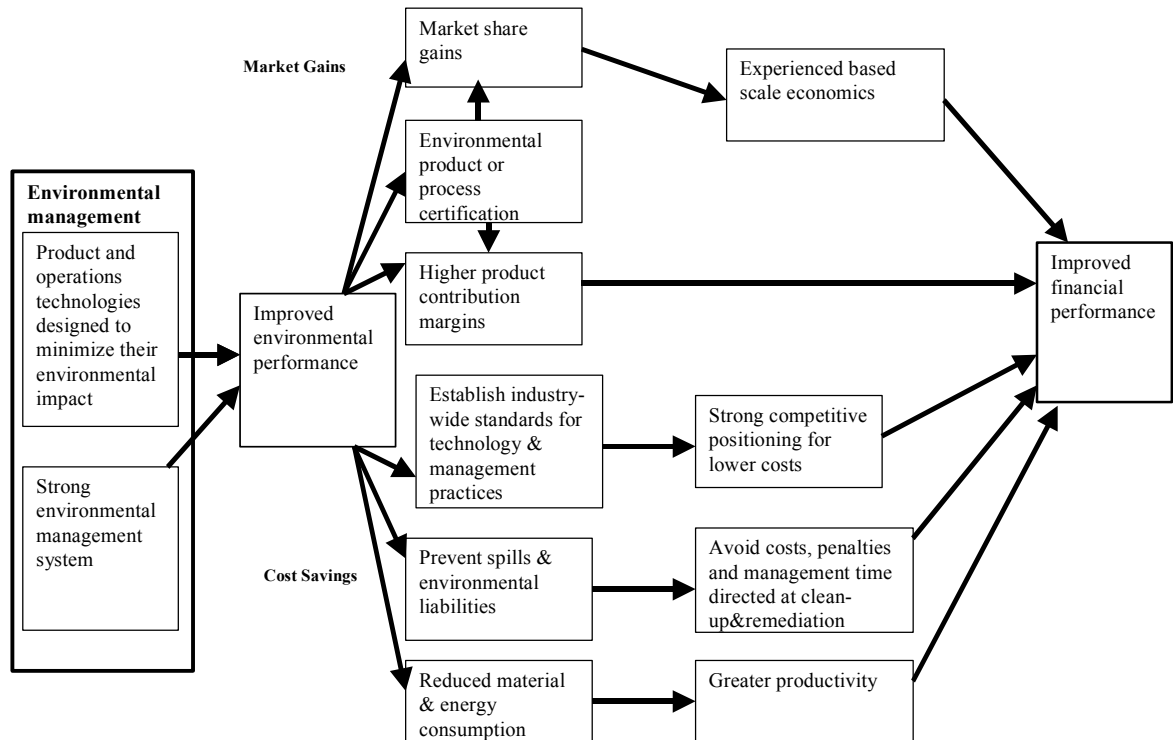 Market Gains
Market share
gains
Experienced based
scale economics
Environmental
product or
process
certification
Environmental
management
Product and
operations
technologies
designed to
minimize their
environmental
impact
Higher product
contribution
margins
Improved
financial
performance
Improved
environmental
performance
Establish industry-
wide standards for
technology &
management
practices
Strong competitive
positioning for
lower costs
Strong
environmental
management
system
Cost Savings
Prevent spills &
environmental
liabilities
Avoid costs, penalties
and management time
directed at clean-
up&remediation
Reduced material
& energy
consumption
Greater productivity